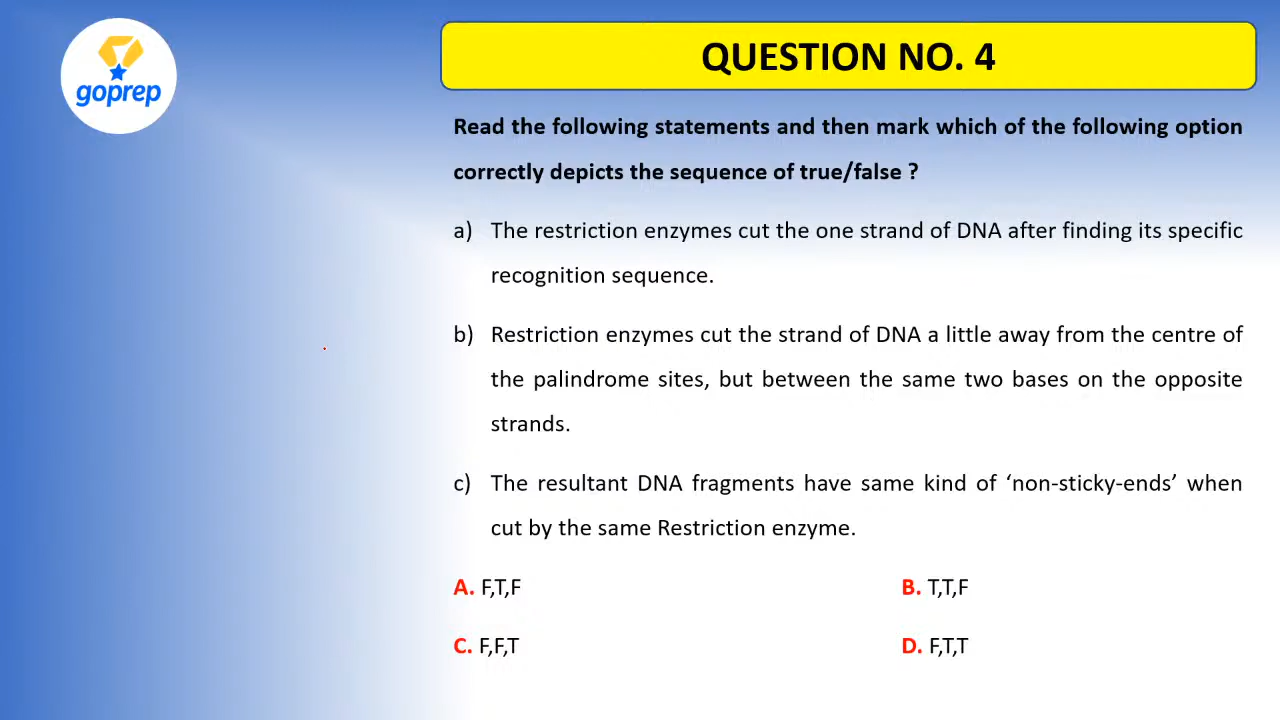 goprep
QUESTION NO. 4
Read the following statements and then mark which of the following option
correctly depicts the sequence of true/false ?
a) The restriction enzymes cut the one strand of DNA after finding its specific
recognition sequence.
b) Restriction enzymes cut the strand of DNA a little away from the centre of
the palindrome sites, but between the same two bases on the opposite
strands.
c) The resultant DNA fragments have same kind of ‘non-sticky-ends’ when
cut by the same Restriction enzyme.
A. F,T,F B. T,T,F
C. F,F,T D. F,T,T